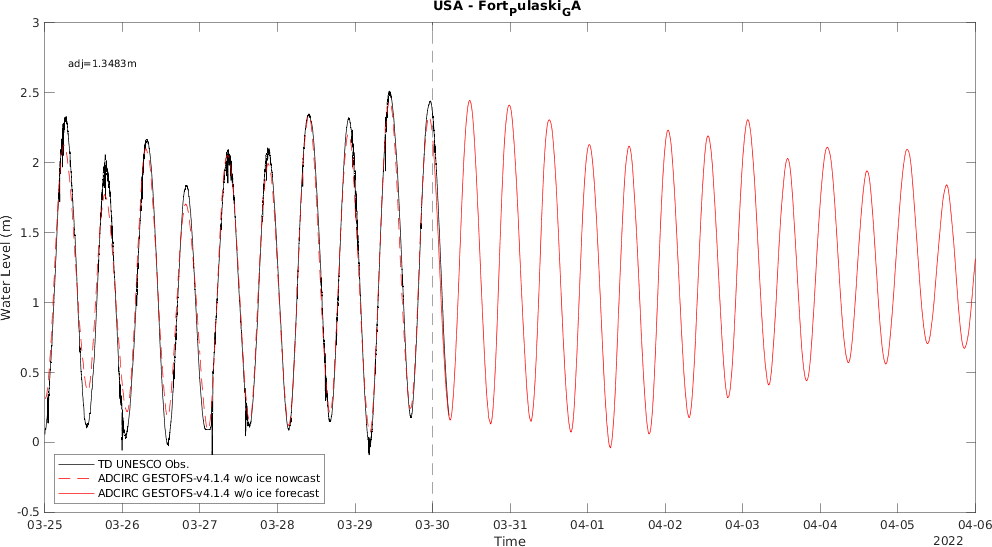 USA - Fort_Pulaski_GA
adj=1.3483m
3
2.5
2
1.5
1
0.5
0
-0.5
Water Level (m)
TD UNESCO Obs.
ADCIRC GESTOFS-v4.1.4 w/o ice nowcast
ADCIRC GESTOFS-v4.1.4 w/o ice forecast
03-25 03-26 03-27 03-28 03-29 03-30 03-31 04-01 04-02 04-03 04-04 04-05 04-06
Time
2022